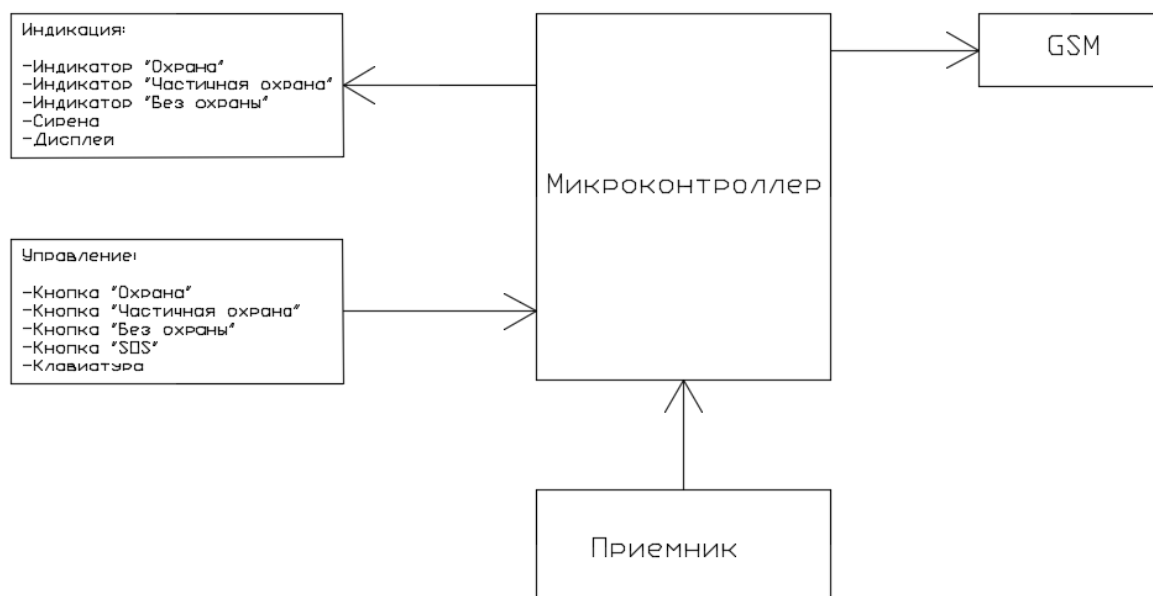 Индикация:
-Индикатор "Охрана"
-Индикатор "Частичная охрана"
-Индикатор "Без охраны"
-Сирена
-Дисплей
GSM
Микроконтроллер
Управление:
-Кнопка "Охрана"
-Кнопка "Частичная охрана"
-Кнопка "Без охраны"
-Кнопка "SOS"
-Клавиатура
Приемник